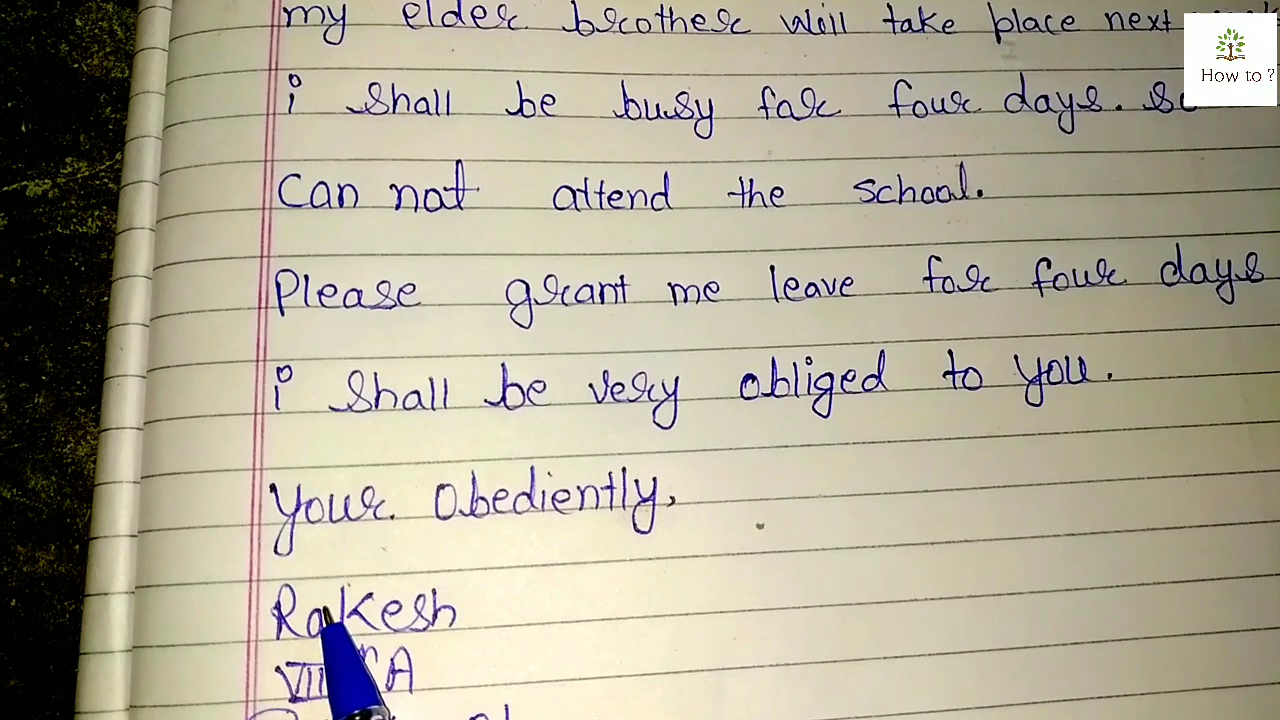 my elder brother will take place next
How to ?
i shall be busy for four days. so
can not attend the school.
Please grant me leave for four days
i shall be very obliged to you.
your. obediently,
Rakesh
A